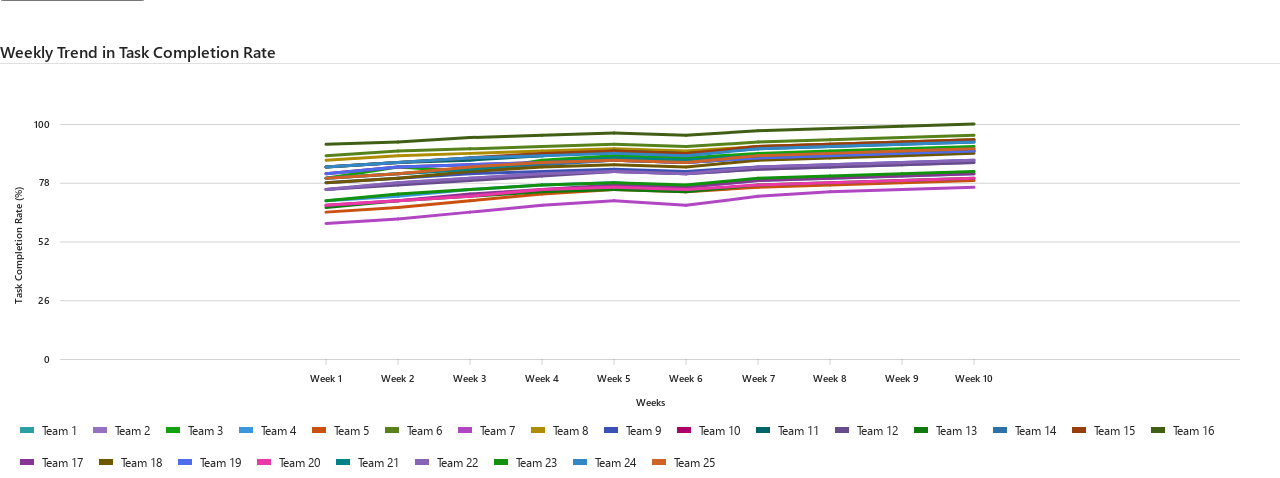 Weekly Trend in Task Completion Rate
100
78
52
26
0
Task Completion Rate (%)
Week 1 Week 2 Week 3 Week 4 Week 5 Week 6 Week 7 Week 8 Week 9 Week 10
Weeks
Team 1 Team 2 Team 3 Team 4 Team 5 Team 6 Team 7 Team 8 Team 9 Team 10 Team 11 Team 12 Team 13 Team 14 Team 15 Team 16
Team 17 Team 18 Team 19 Team 20 Team 21 Team 22 Team 23 Team 24 Team 25